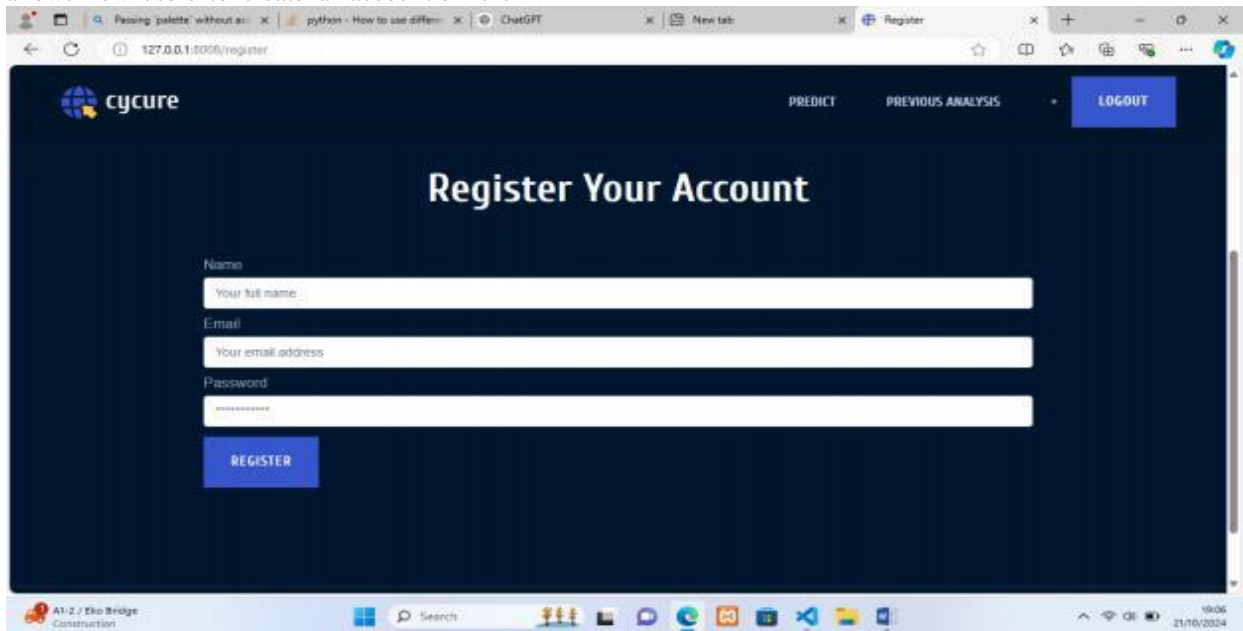 Passing 'palette' without as
python - How to use differen
ChatGPT
New tab
Register
127.0.0.1:8000/register
cycure
PREDICT
PREVIOUS ANALYSIS
LOGOUT
Register Your Account
Name
Your full name
Email
Your email address
Password
***********
REGISTER
A1-2 / Eko Bridge
Construction
Search
19:06
21/10/2024